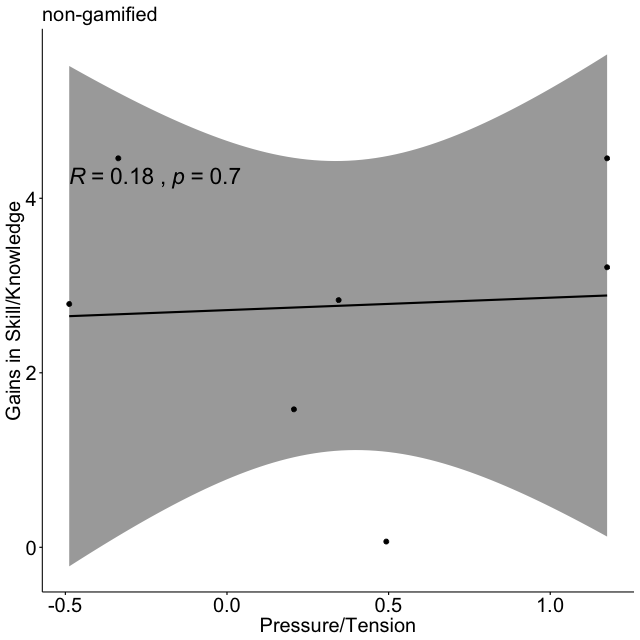 non-gamified
R = 0.18 , p = 0.7
Gains in Skill/Knowledge
4
2
0
-0.5 0.0 0.5 1.0
Pressure/Tension